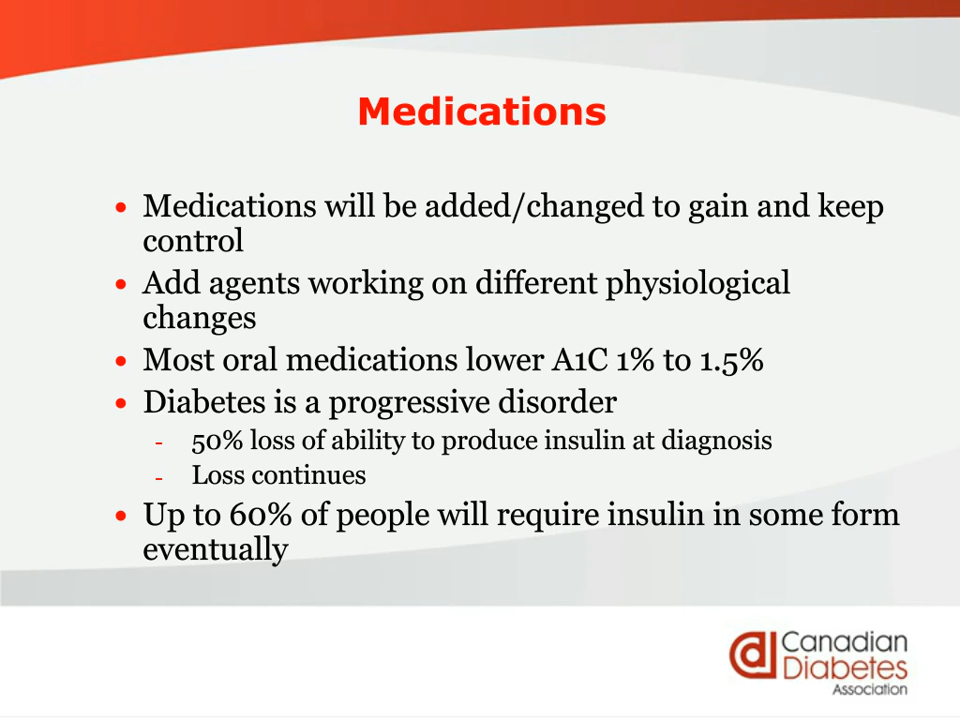 Medications
• Medications will be added/changed to gain and keep
control
• Add agents working on different physiological
changes
• Most oral medications lower A1C 1% to 1.5%
• Diabetes is a progressive disorder
- 50% loss of ability to produce insulin at diagnosis
- Loss continues
• Up to 60% of people will require insulin in some form
eventually
Canadian
Diabetes
Association